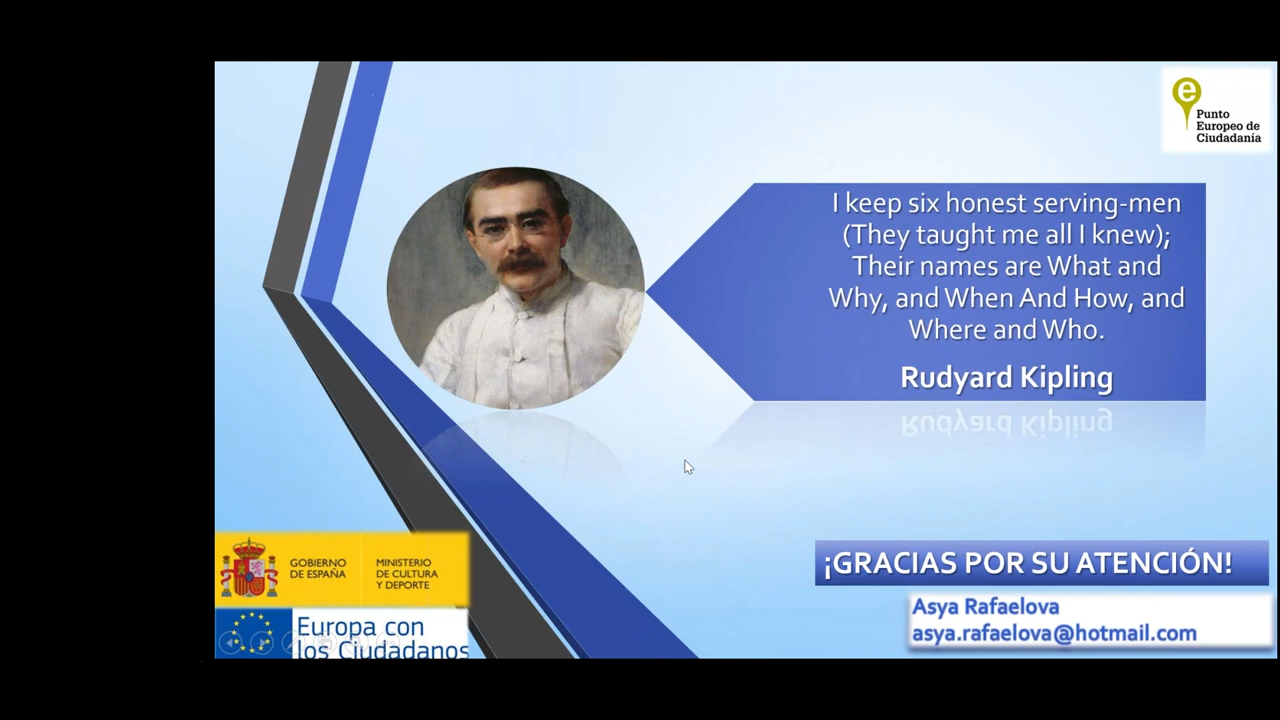 Punto
Europeo de
Ciudadanía
I keep six honest serving-men
(They taught me all I knew);
Their names are What and
Why, and When And How, and
Where and Who.
Rudyard Kipling
GOBIERNO
DE ESPAÑA
MINISTERIO
DE CULTURA
Y DEPORTE
Europa con
los Ciudadanos
¡GRACIAS POR SU ATENCIÓN!
Asya Rafaelova
asya.rafaelova@hotmail.com